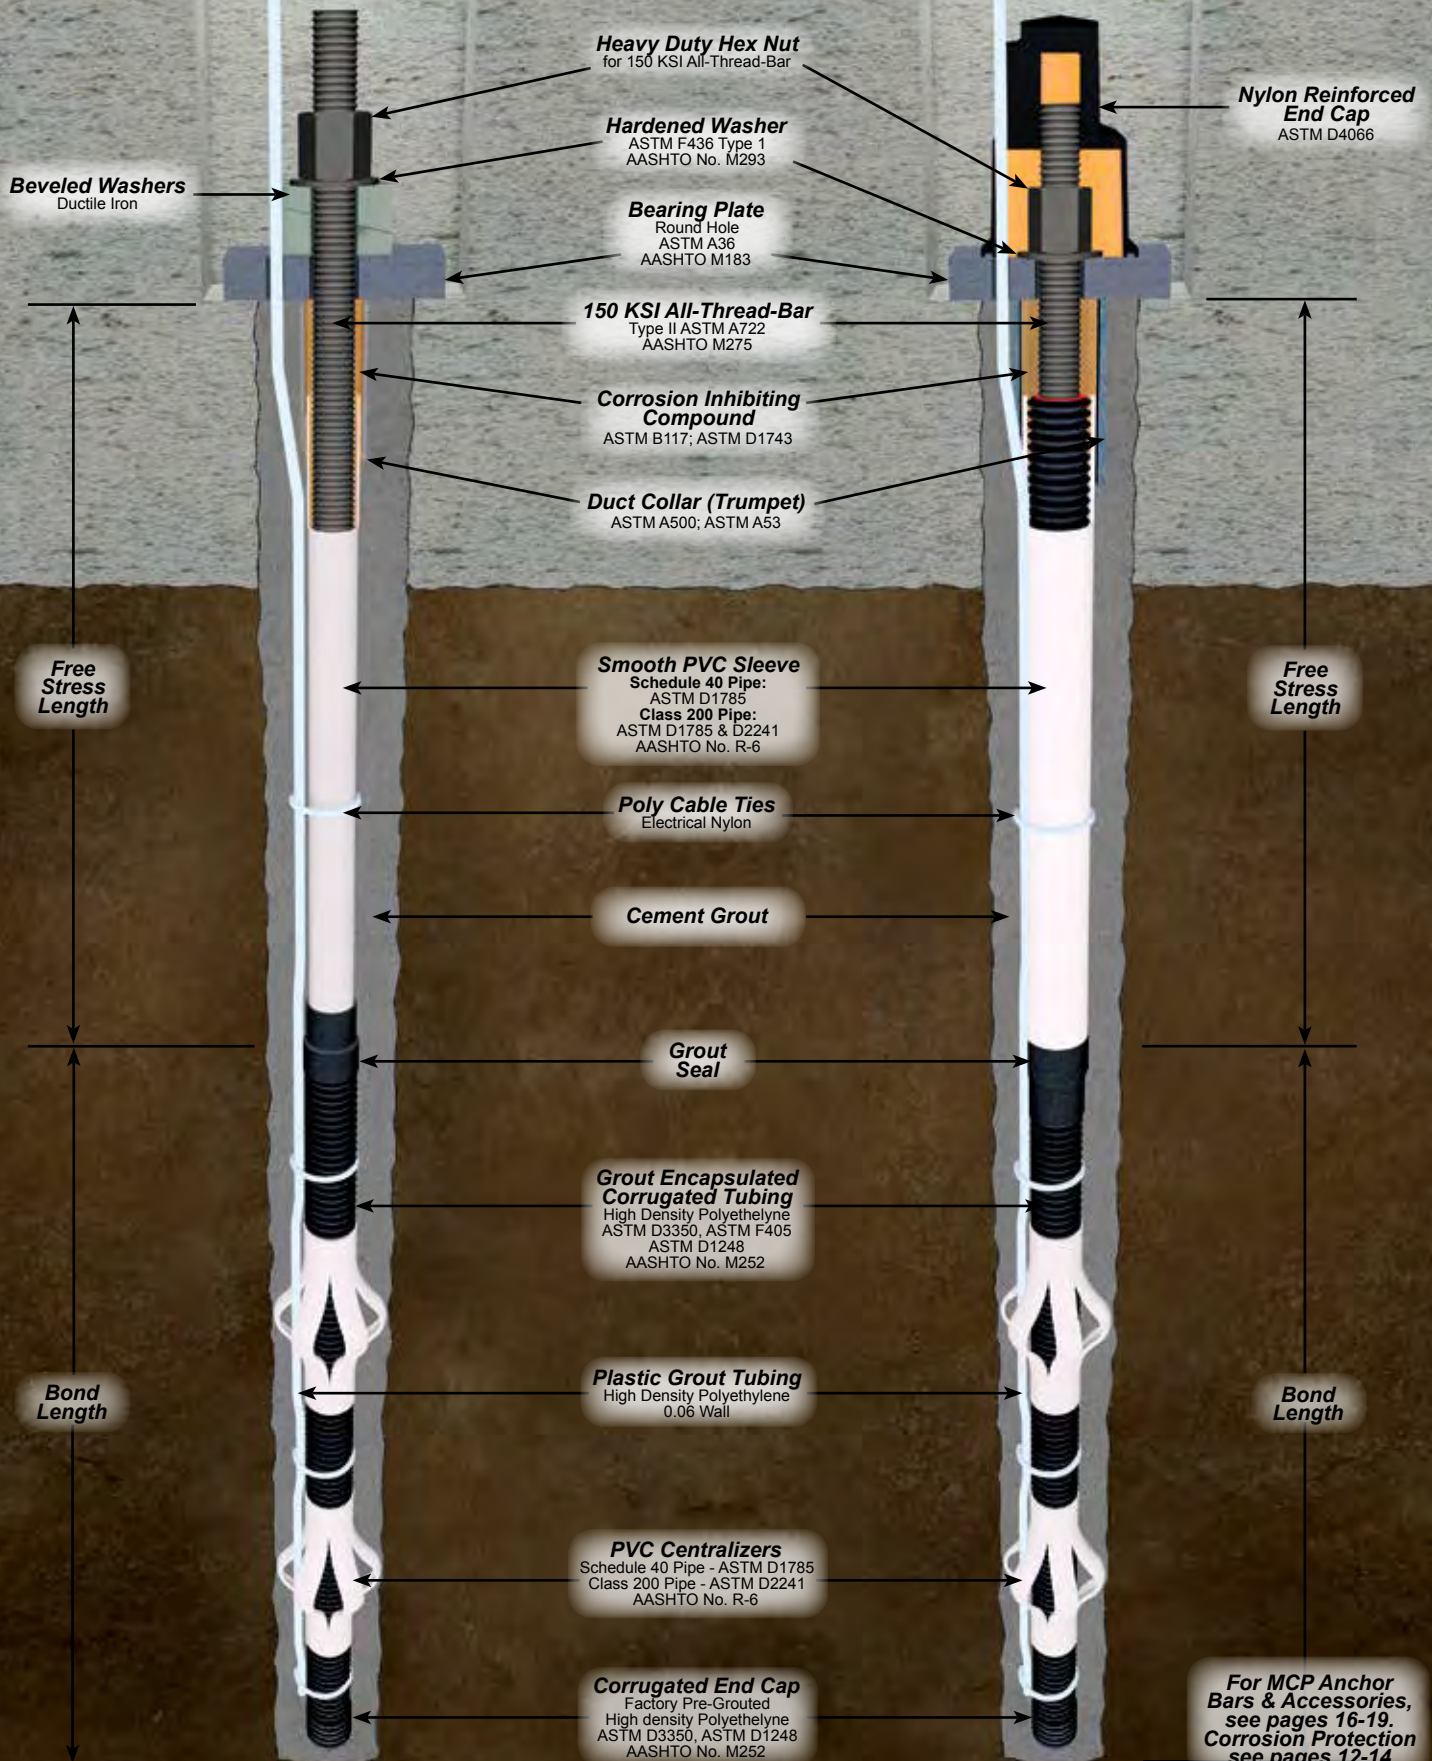 Heavy Duty Hex Nut
for 150 KSI All-Thread-Bar
Nylon Reinforced
End Cap
ASTM D4066
Hardened Washer
ASTM F436 Type 1
AASHTO No. M293
Beveled Washers
Ductile Iron
Bearing Plate
Round Hole
ASTM A36
AASHTO M183
150 KSI All-Thread-Bar
Type II ASTM A722
AASHTO M275
Corrosion Inhibiting
Compound
ASTM B117; ASTM D1743
Duct Collar (Trumpet)
ASTM A500; ASTM A53
Free
Stress
Length
Smooth PVC Sleeve
Schedule 40 Pipe:
ASTM D1785
Class 200 Pipe:
ASTM D1785 & D2241
AASHTO No. R-6
Free
Stress
Length
Poly Cable Ties
Electrical Nylon
Cement Grout
Grout
Seal
Grout Encapsulated
Corrugated Tubing
High Density Polyethelyne
ASTM D3350, ASTM F405
ASTM D1248
AASHTO No. M252
Bond
Length
Plastic Grout Tubing
High Density Polyethylene
0.06 Wall
Bond
Length
PVC Centralizers
Schedule 40 Pipe - ASTM D1785
Class 200 Pipe - ASTM D2241
AASHTO No. R-6
Corrugated End Cap
Factory Pre-Grouted
High density Polyethelyne
ASTM D3350, ASTM D1248
AASHTO No. M252
For MCP Anchor
Bars & Accessories,
see pages 16-19.
Corrosion Protection
see pages 12-14